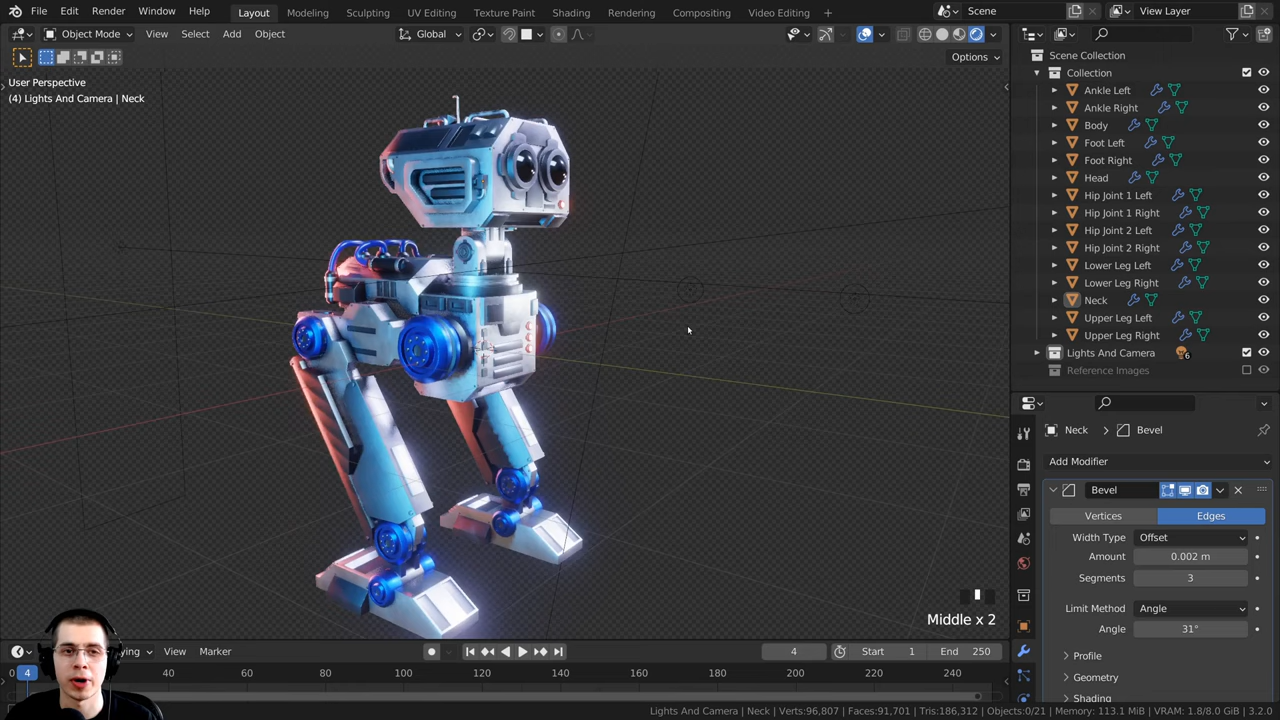 File Edit Render Window Help Layout Modeling Sculpting UV Editing Texture Paint Shading Rendering Compositing Video Editing + Scene View Layer
Object Mode View Select Add Object Global
Options
User Perspective
(4) Lights And Camera | Neck
Middle x 2
Scene Collection
Collection
Ankle Left
Ankle Right
Body
Foot Left
Foot Right
Head
Hip Joint 1 Left
Hip Joint 1 Right
Hip Joint 2 Left
Hip Joint 2 Right
Lower Leg Left
Lower Leg Right
Neck
Upper Leg Left
Upper Leg Right
Lights And Camera 6
Reference Images
Neck > Bevel
Add Modifier
Bevel
Vertices Edges
Width Type Offset
Amount 0.002 m
Segments 3
Limit Method Angle
Angle 31°
Profile
Geometry
Shading
View Marker 4 Start 1 End 250
0 4 40 60 80 100 120 140 160 180 200 220 240
Lights And Camera | Neck | Verts:96,807 | Faces:91,701 | Tris:186,312 | Objects:0/21 | Memory: 113.1 MiB | VRAM: 1.8/8.0 GiB | 3.2.0